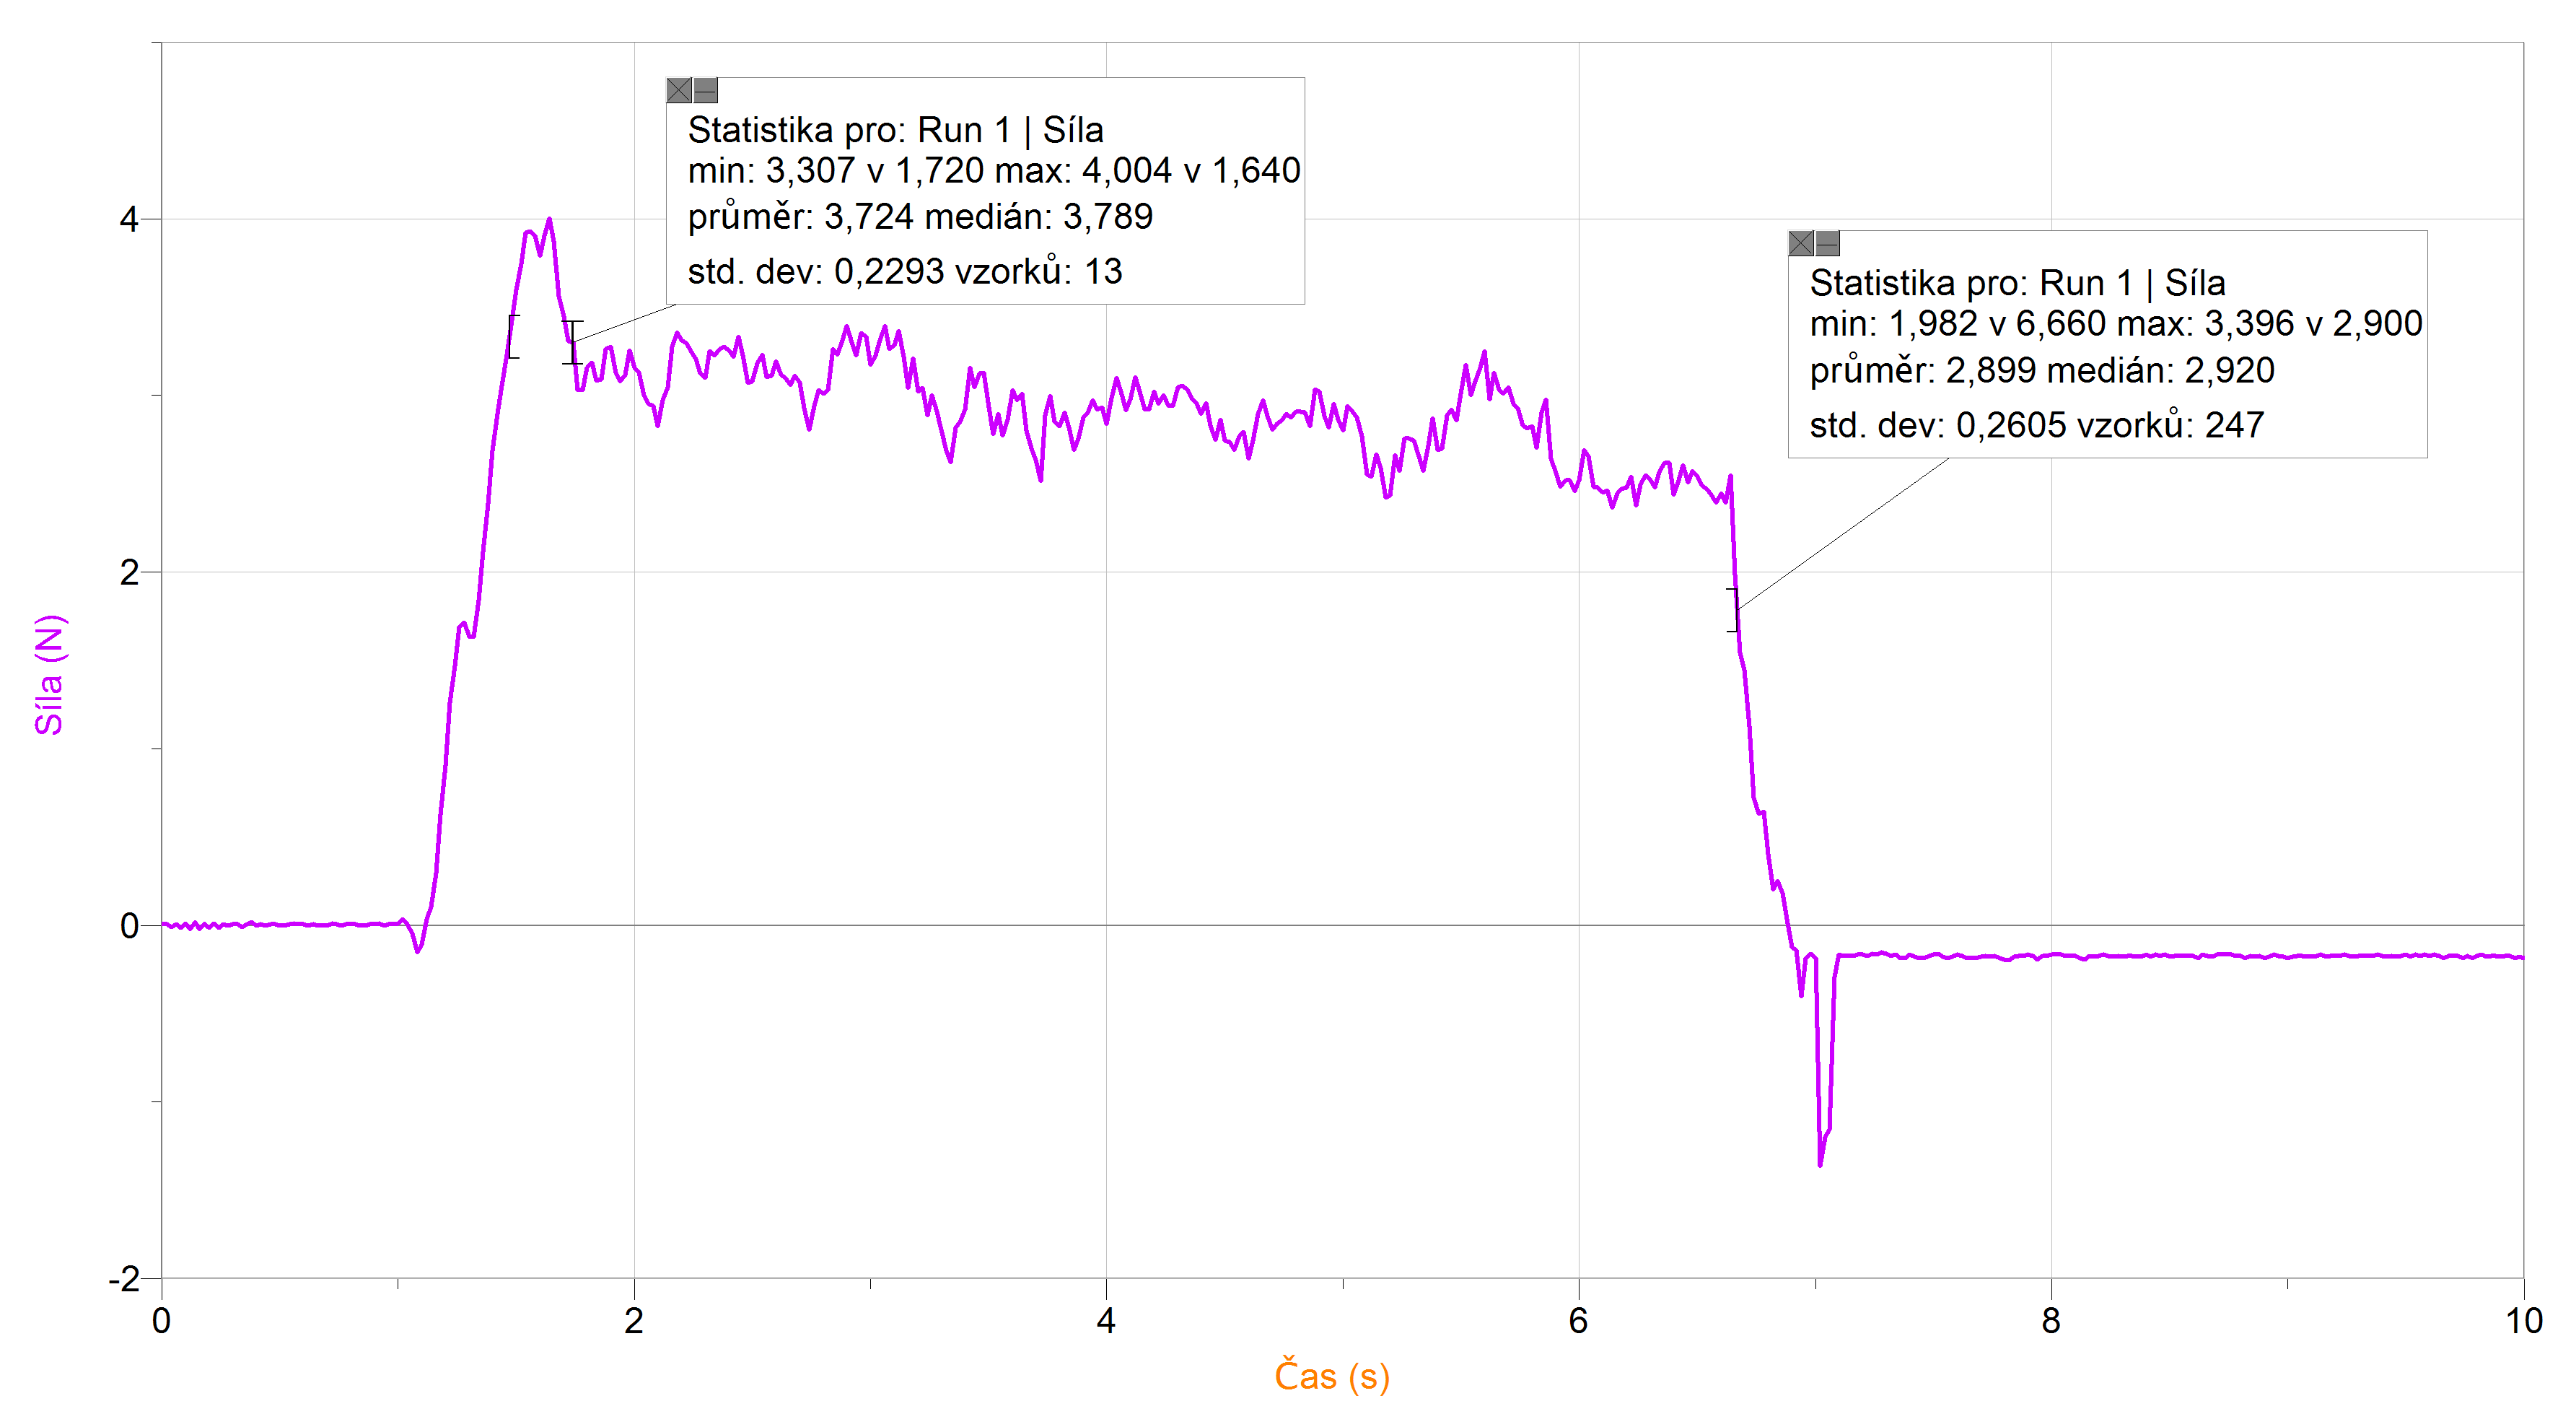 Statistika pro: Run 1 | Síla
min: 3,307 v 1,720 max: 4,004 v 1,640
průměr: 3,724 medián: 3,789
std. dev: 0,2293 vzorků: 13
Statistika pro: Run 1 | Síla
min: 1,982 v 6,660 max: 3,396 v 2,900
průměr: 2,899 medián: 2,920
std. dev: 0,2605 vzorků: 247
4
2
0
-2
Síla (N)
0 2 4 6 8 10
Čas (s)